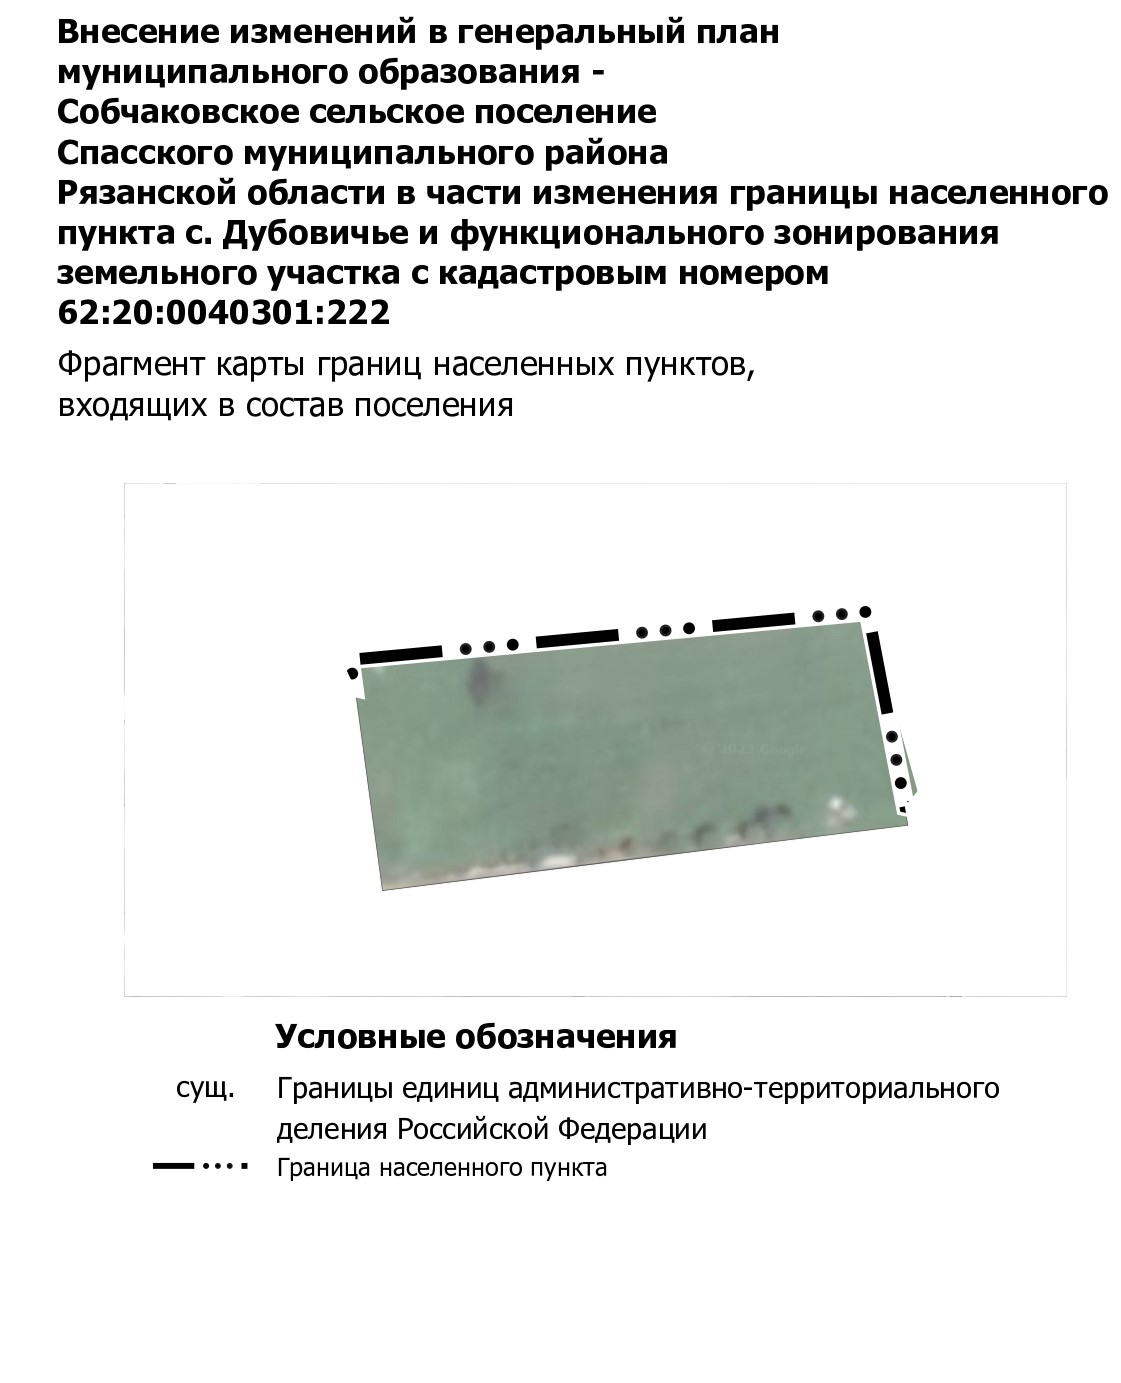 Внесение изменений в генеральный план
муниципального образования -
Собчаковское сельское поселение
Спасского муниципального района
Рязанской области в части изменения границы населенного
пункта с. Дубовичье и функционального зонирования
земельного участка с кадастровым номером
62:20:0040301:222
Фрагмент карты границ населенных пунктов,
входящих в состав поселения
© 2023 Google
Условные обозначения
сущ. Границы единиц административно-территориального
деления Российской Федерации
Граница населенного пункта